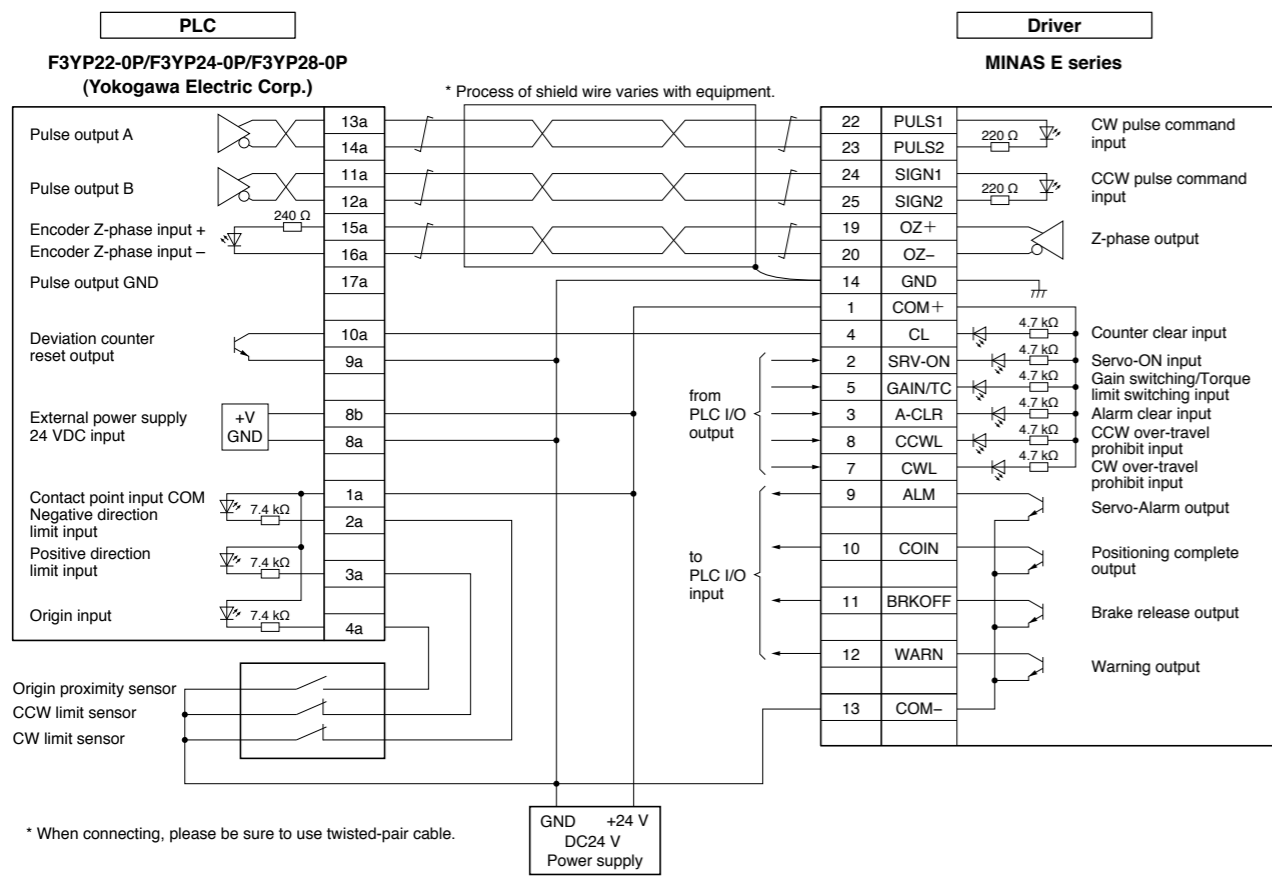 PLC
Driver
F3YP22-0P/F3YP24-0P/F3YP28-0P
(Yokogawa Electric Corp.)
MINAS E series
* Process of shield wire varies with equipment.
Pulse output A
13a
14a
22 PULS1
23 PULS2
220 Ω
CW pulse command
input
Pulse output B
11a
12a
24 SIGN1
25 SIGN2
220 Ω
CCW pulse command
input
240 Ω
Encoder Z-phase input +
15a
Encoder Z-phase input –
16a
19 OZ+
20 OZ–
Z-phase output
Pulse output GND
17a
14 GND
1 COM+
Deviation counter
reset output
10a
9a
4 CL
4.7 kΩ
Counter clear input
2 SRV-ON
4.7 kΩ
Servo-ON input
5 GAIN/TC
4.7 kΩ
Gain switching/Torque
limit switching input
from
PLC I/O
output
External power supply
24 VDC input
+V
GND
8b
8a
3 A-CLR
4.7 kΩ
Alarm clear input
8 CCWL
4.7 kΩ
CCW over-travel
prohibit input
7 CWL
4.7 kΩ
CW over-travel
prohibit input
Contact point input COM
1a
Negative direction
limit input
7.4 kΩ
2a
Positive direction
limit input
7.4 kΩ
3a
Origin input
7.4 kΩ
4a
9 ALM
Servo-Alarm output
to
PLC I/O
input
10 COIN
Positioning complete
output
11 BRKOFF
Brake release output
12 WARN
Warning output
13 COM–
Origin proximity sensor
CCW limit sensor
CW limit sensor
* When connecting, please be sure to use twisted-pair cable.
GND +24 V
DC24 V
Power supply